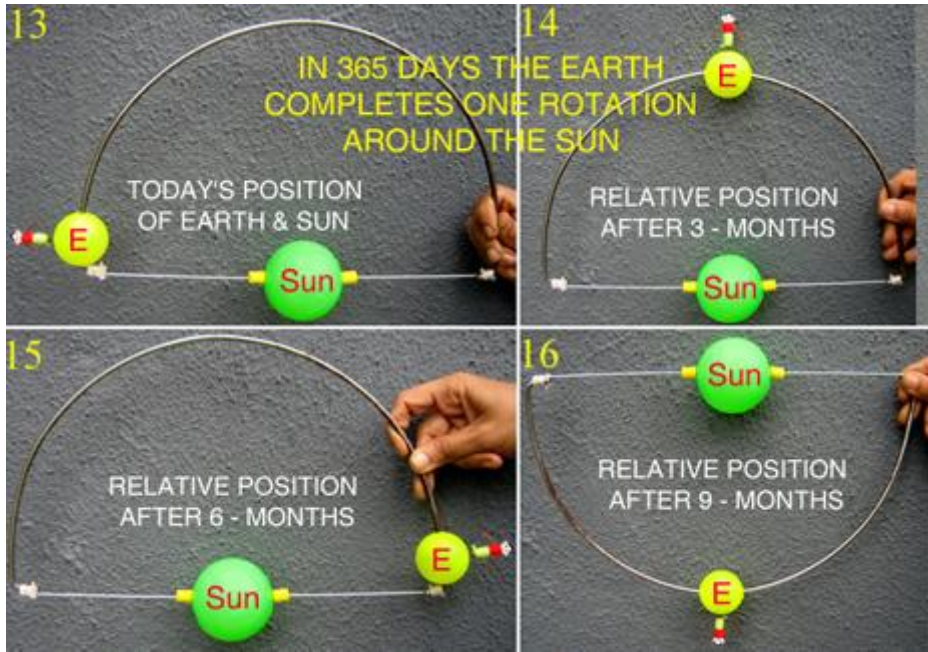 13
IN 365 DAYS THE EARTH
COMPLETES ONE ROTATION
AROUND THE SUN
TODAY'S POSITION
OF EARTH & SUN
E
Sun
14
E
RELATIVE POSITION
AFTER 3 - MONTHS
Sun
15
RELATIVE POSITION
AFTER 6 - MONTHS
E
Sun
16
Sun
RELATIVE POSITION
AFTER 9 - MONTHS
E